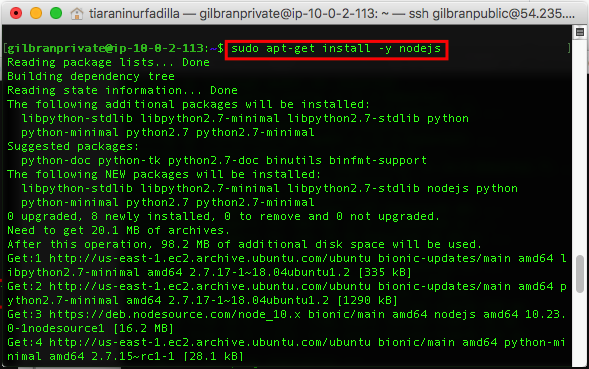 tiaraninurfadilla — gilbranprivate@ip-10-0-2-113: ~ — ssh gilbranpublic@54.235....
[gilbranprivate@ip-10-0-2-113:~$ sudo apt-get install -y nodejs ]
Reading package lists... Done
Building dependency tree
Reading state information... Done
The following additional packages will be installed:
libpython-stdlib libpython2.7-minimal libpython2.7-stdlib python
python-minimal python2.7 python2.7-minimal
Suggested packages:
python-doc python-tk python2.7-doc binutils binfmt-support
The following NEW packages will be installed:
libpython-stdlib libpython2.7-minimal libpython2.7-stdlib nodejs python
python-minimal python2.7 python2.7-minimal
0 upgraded, 8 newly installed, 0 to remove and 0 not upgraded.
Need to get 20.1 MB of archives.
After this operation, 98.2 MB of additional disk space will be used.
Get:1 http://us-east-1.ec2.archive.ubuntu.com/ubuntu bionic-updates/main amd64 l
ibpython2.7-minimal amd64 2.7.17-1~18.04ubuntu1.2 [335 kB]
Get:2 http://us-east-1.ec2.archive.ubuntu.com/ubuntu bionic-updates/main amd64 p
ython2.7-minimal amd64 2.7.17-1~18.04ubuntu1.2 [1290 kB]
Get:3 https://deb.nodesource.com/node_10.x bionic/main amd64 nodejs amd64 10.23.
0-1nodesource1 [16.2 MB]
Get:4 http://us-east-1.ec2.archive.ubuntu.com/ubuntu bionic/main amd64 python-mi
nimal amd64 2.7.15~rc1-1 [28.1 kB]